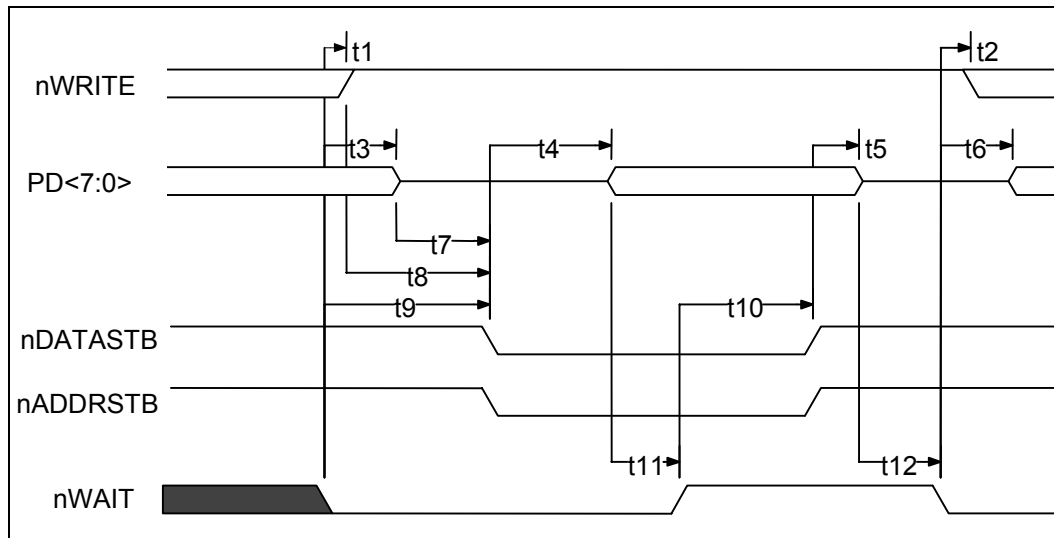 t1 t2
nWRITE
t3 t4 t5 t6
PD<7:0>
t7
t8
t9 t10
nDATASTB
nADDRSTB
t11 t12
nWAIT